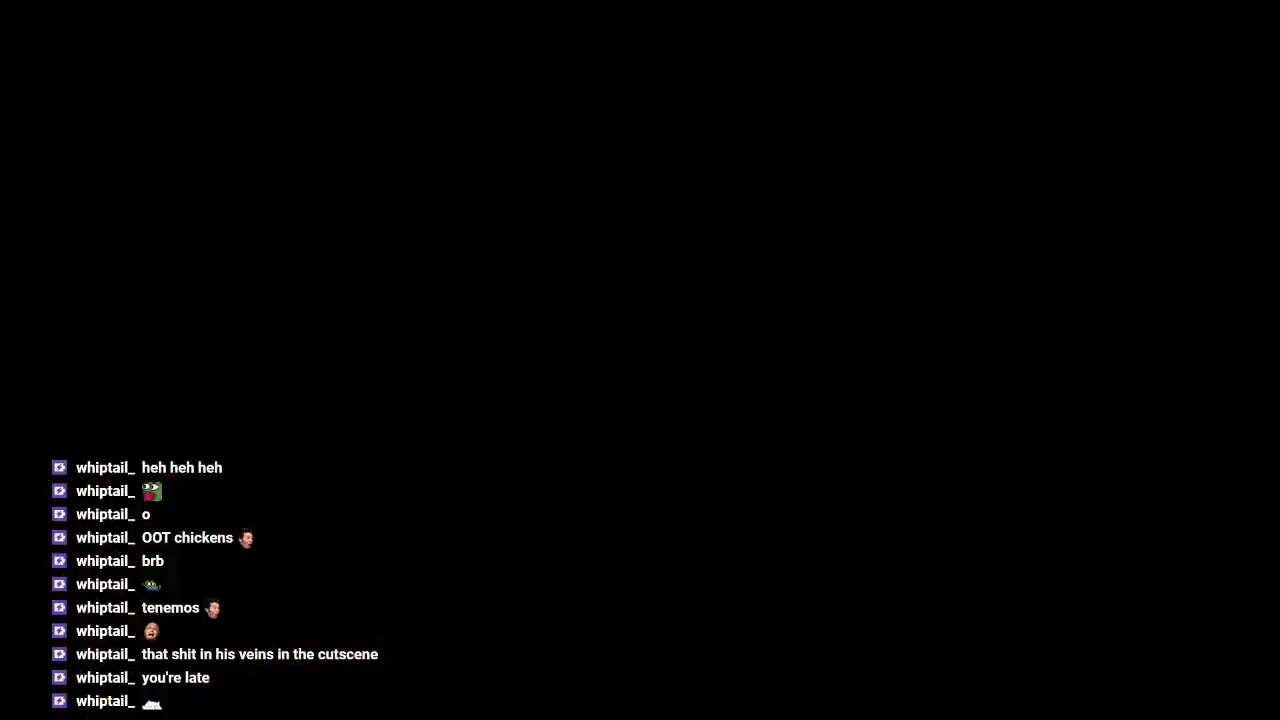 whiptail_ heh heh heh
whiptail_
whiptail_ o
whiptail_ OOT chickens
whiptail_ brb
whiptail_
whiptail_ tenemos
whiptail_
whiptail_ that shit in his veins in the cutscene
whiptail_ you're late
whiptail_